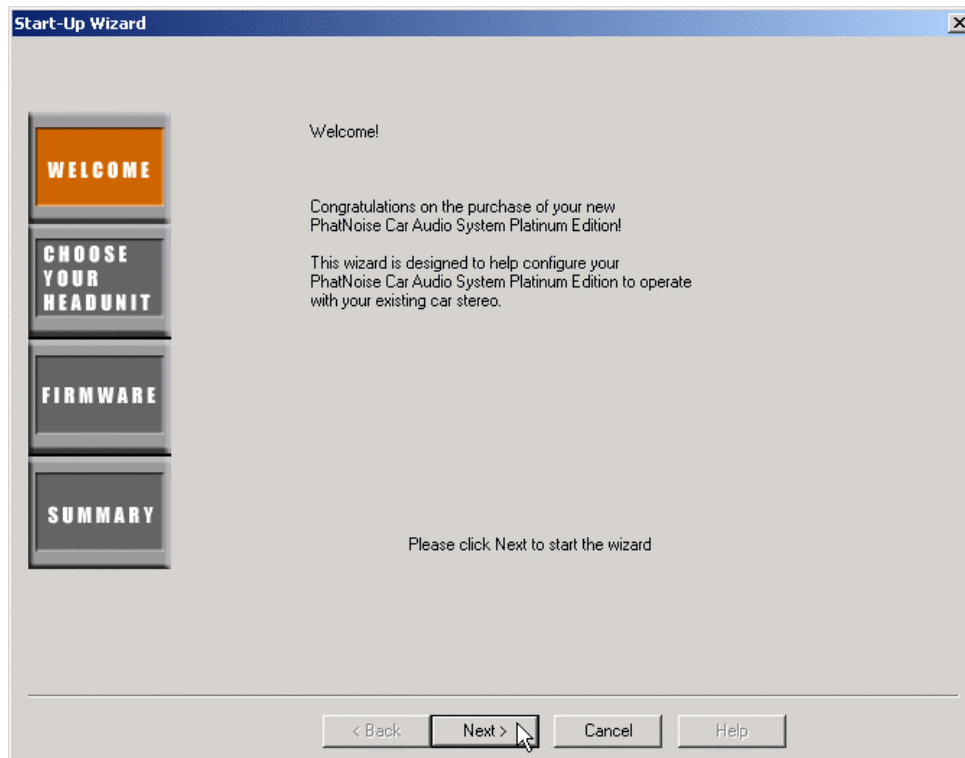 Start-Up Wizard
WELCOME
CHOOSE
YOUR
HEADUNIT
FIRMWARE
SUMMARY
Welcome!
Congratulations on the purchase of your new
PhatNoise Car Audio System Platinum Edition!
This wizard is designed to help configure your
PhatNoise Car Audio System Platinum Edition to operate
with your existing car stereo.
Please click Next to start the wizard
< Back
Next >
Cancel
Help